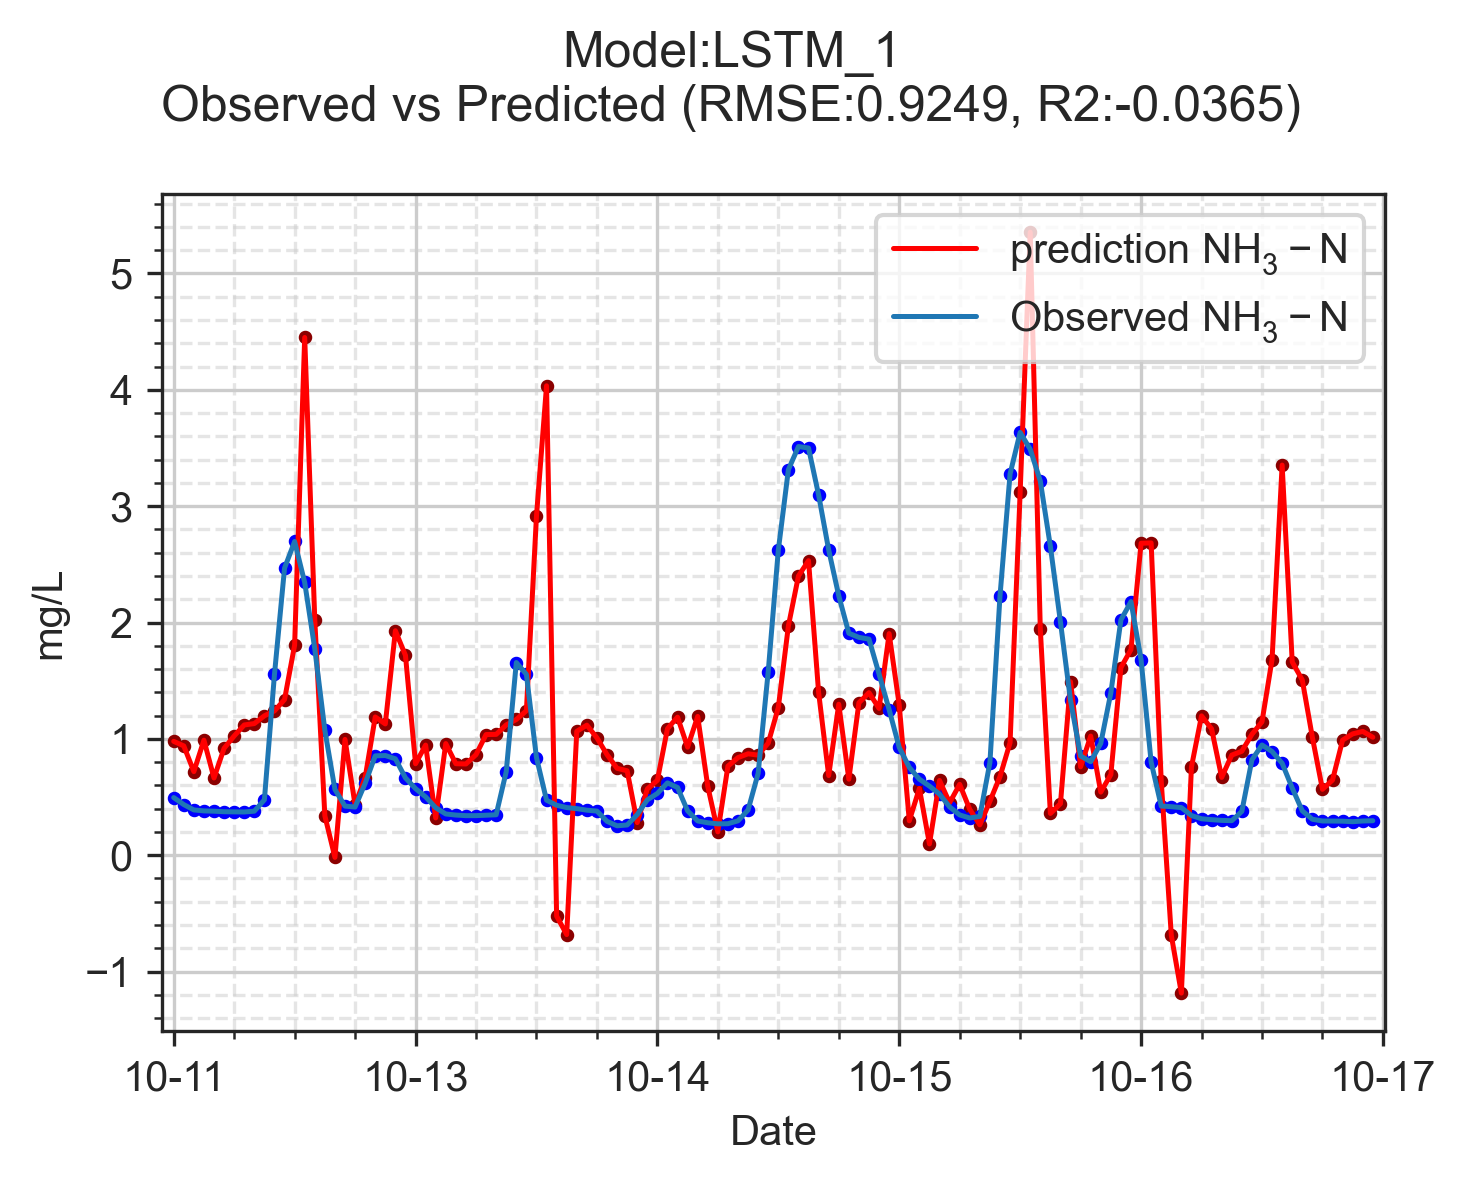 Model:LSTM_1
Observed vs Predicted (RMSE:0.9249, R2:-0.0365)
prediction NH₃ − N
Observed NH₃ − N
5
4
3
2
1
0
−1
mg/L
10-11 10-13 10-14 10-15 10-16 10-17
Date